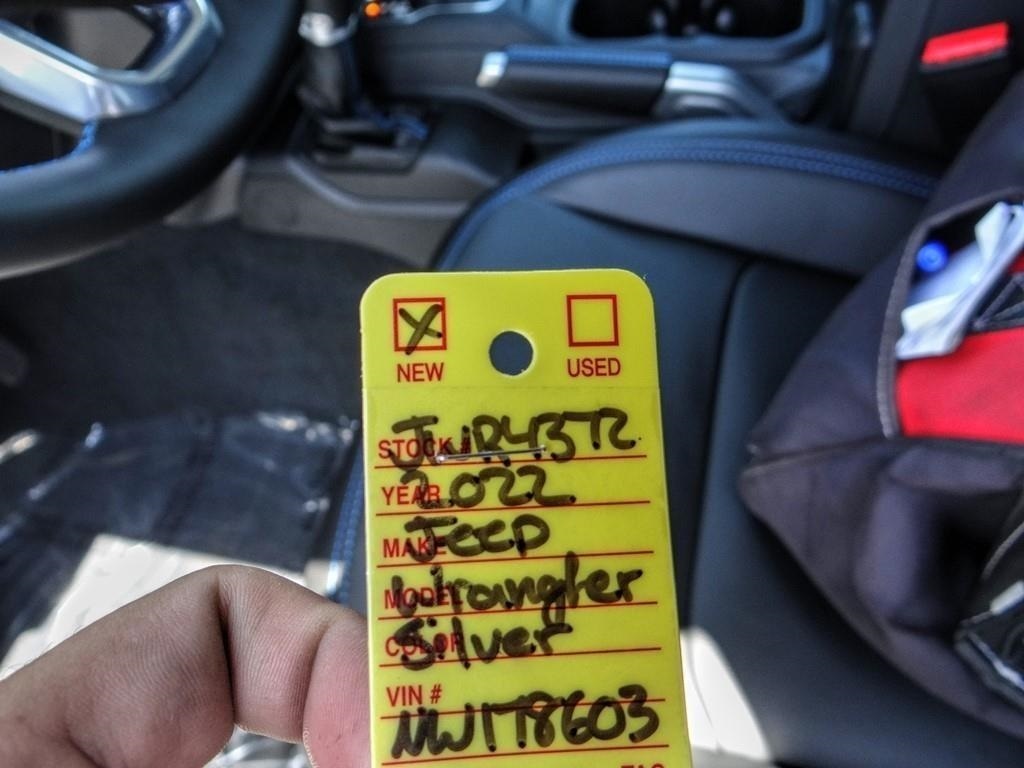 NEW USED
STOCK # JWR4372
YEAR 2022
MAKE Jeep
MODEL Wrangler
COLOR Silver
VIN #
NW178603